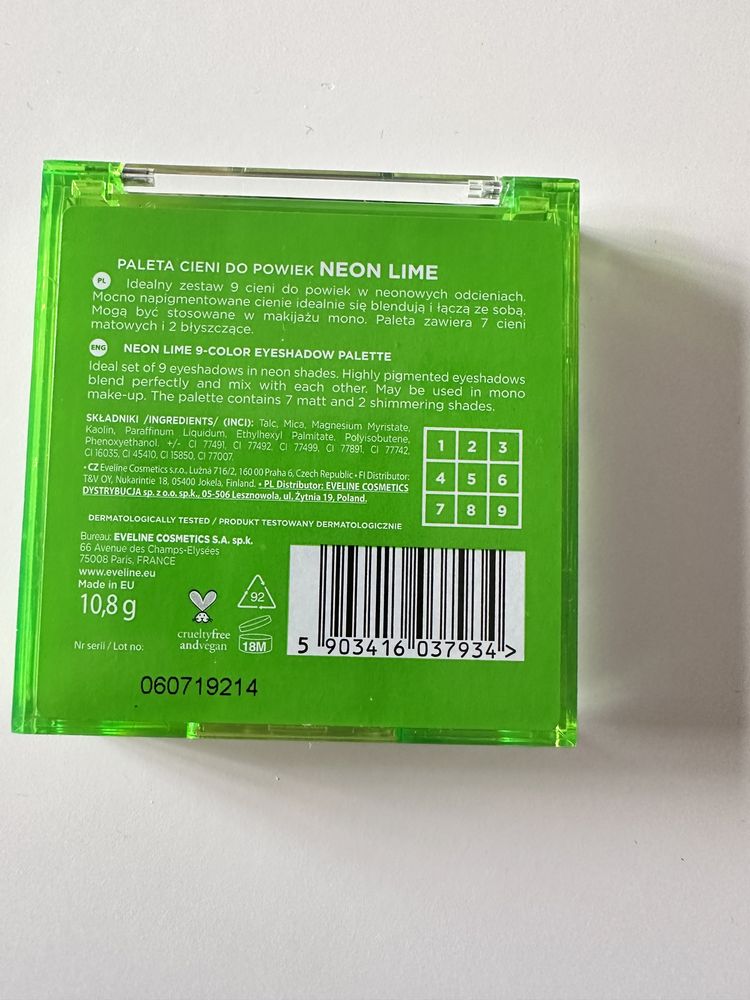 PALETA CIENI DO POWIEK NEON LIME
PL Idealny zestaw 9 cieni do powiek w neonowych odcieniach.
Mocno napigmentowane cienie idealnie się blendują i łączą ze sobą.
Mogą być stosowane w makijażu mono. Paleta zawiera 7 cieni
matowych i 2 błyszczące.
ENG NEON LIME 9-COLOR EYESHADOW PALETTE
Ideal set of 9 eyeshadows in neon shades. Highly pigmented eyeshadows
blend perfectly and mix with each other. May be used in mono
make-up. The palette contains 7 matt and 2 shimmering shades.
SKŁADNIKI /INGREDIENTS/ (INCI): Talc, Mica, Magnesium Myristate,
Kaolin, Paraffinum Liquidum, Ethylhexyl Palmitate, Polyisobutene,
Phenoxyethanol. +/- CI 77491, CI 77492, CI 77499, CI 77891, CI 77742,
CI 16035, CI 45410, CI 15850, CI 77007.
• CZ Eveline Cosmetics s.r.o., Lužná 716/2, 160 00 Praha 6, Czech Republic • FI Distributor:
T&V OY, Nukarintie 18, 05400 Jokela, Finland. • PL Distributor: EVELINE COSMETICS
DYSTRYBUCJA sp. z o.o. sp.k., 05-506 Lesznowola, ul. Żytnia 19, Poland.
1 2 3
4 5 6
7 8 9
DERMATOLOGICALLY TESTED / PRODUKT TESTOWANY DERMATOLOGICZNIE
Bureau: EVELINE COSMETICS S.A. sp.k.
66 Avenue des Champs-Elysées
75008 Paris, FRANCE
www.eveline.eu
Made in EU
10,8 g
92
crueltyfree
andvegan
18M
5 903416 037934 >
Nr serii / Lot no:
060719214